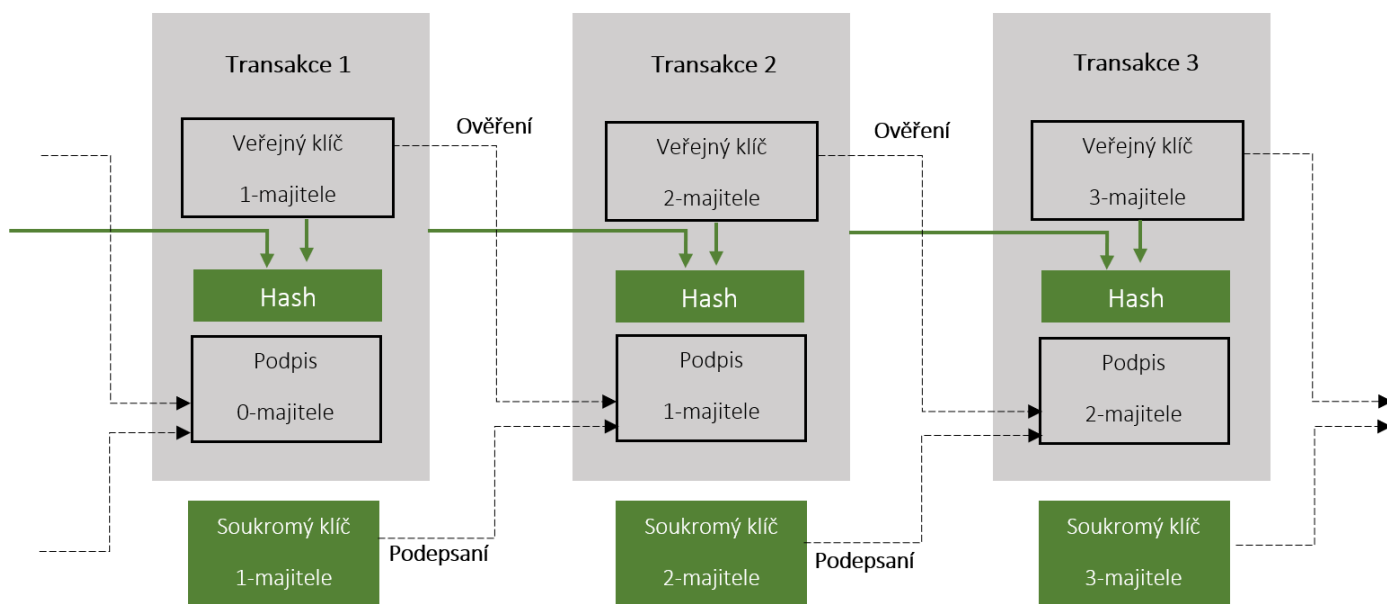 Transakce 1
Veřejný klíč
1-majitele
Hash
Podpis
0-majitele
Soukromý klíč
1-majitele
Ověření
Podepsaní
Transakce 2
Veřejný klíč
2-majitele
Hash
Podpis
1-majitele
Soukromý klíč
2-majitele
Ověření
Podepsaní
Transakce 3
Veřejný klíč
3-majitele
Hash
Podpis
2-majitele
Soukromý klíč
3-majitele